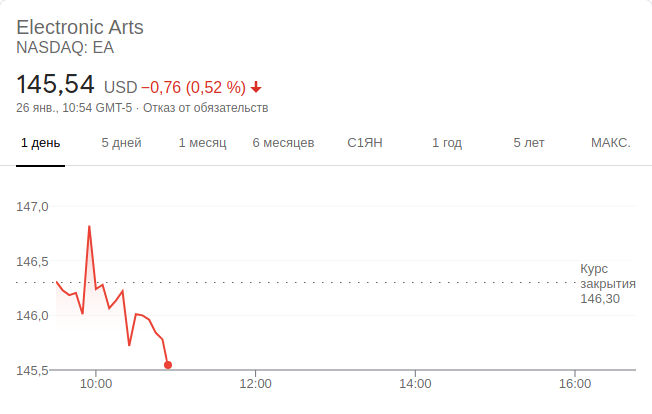 Electronic Arts
NASDAQ: EA
145,54 USD −0,76 (0,52 %)
26 янв., 10:54 GMT-5 · Отказ от обязательств
1 день 5 дней 1 месяц 6 месяцев С1ЯН 1 год 5 лет МАКС.
147,0
146,5
Курс
закрытия
146,30
146,0
145,5
10:00 12:00 14:00 16:00